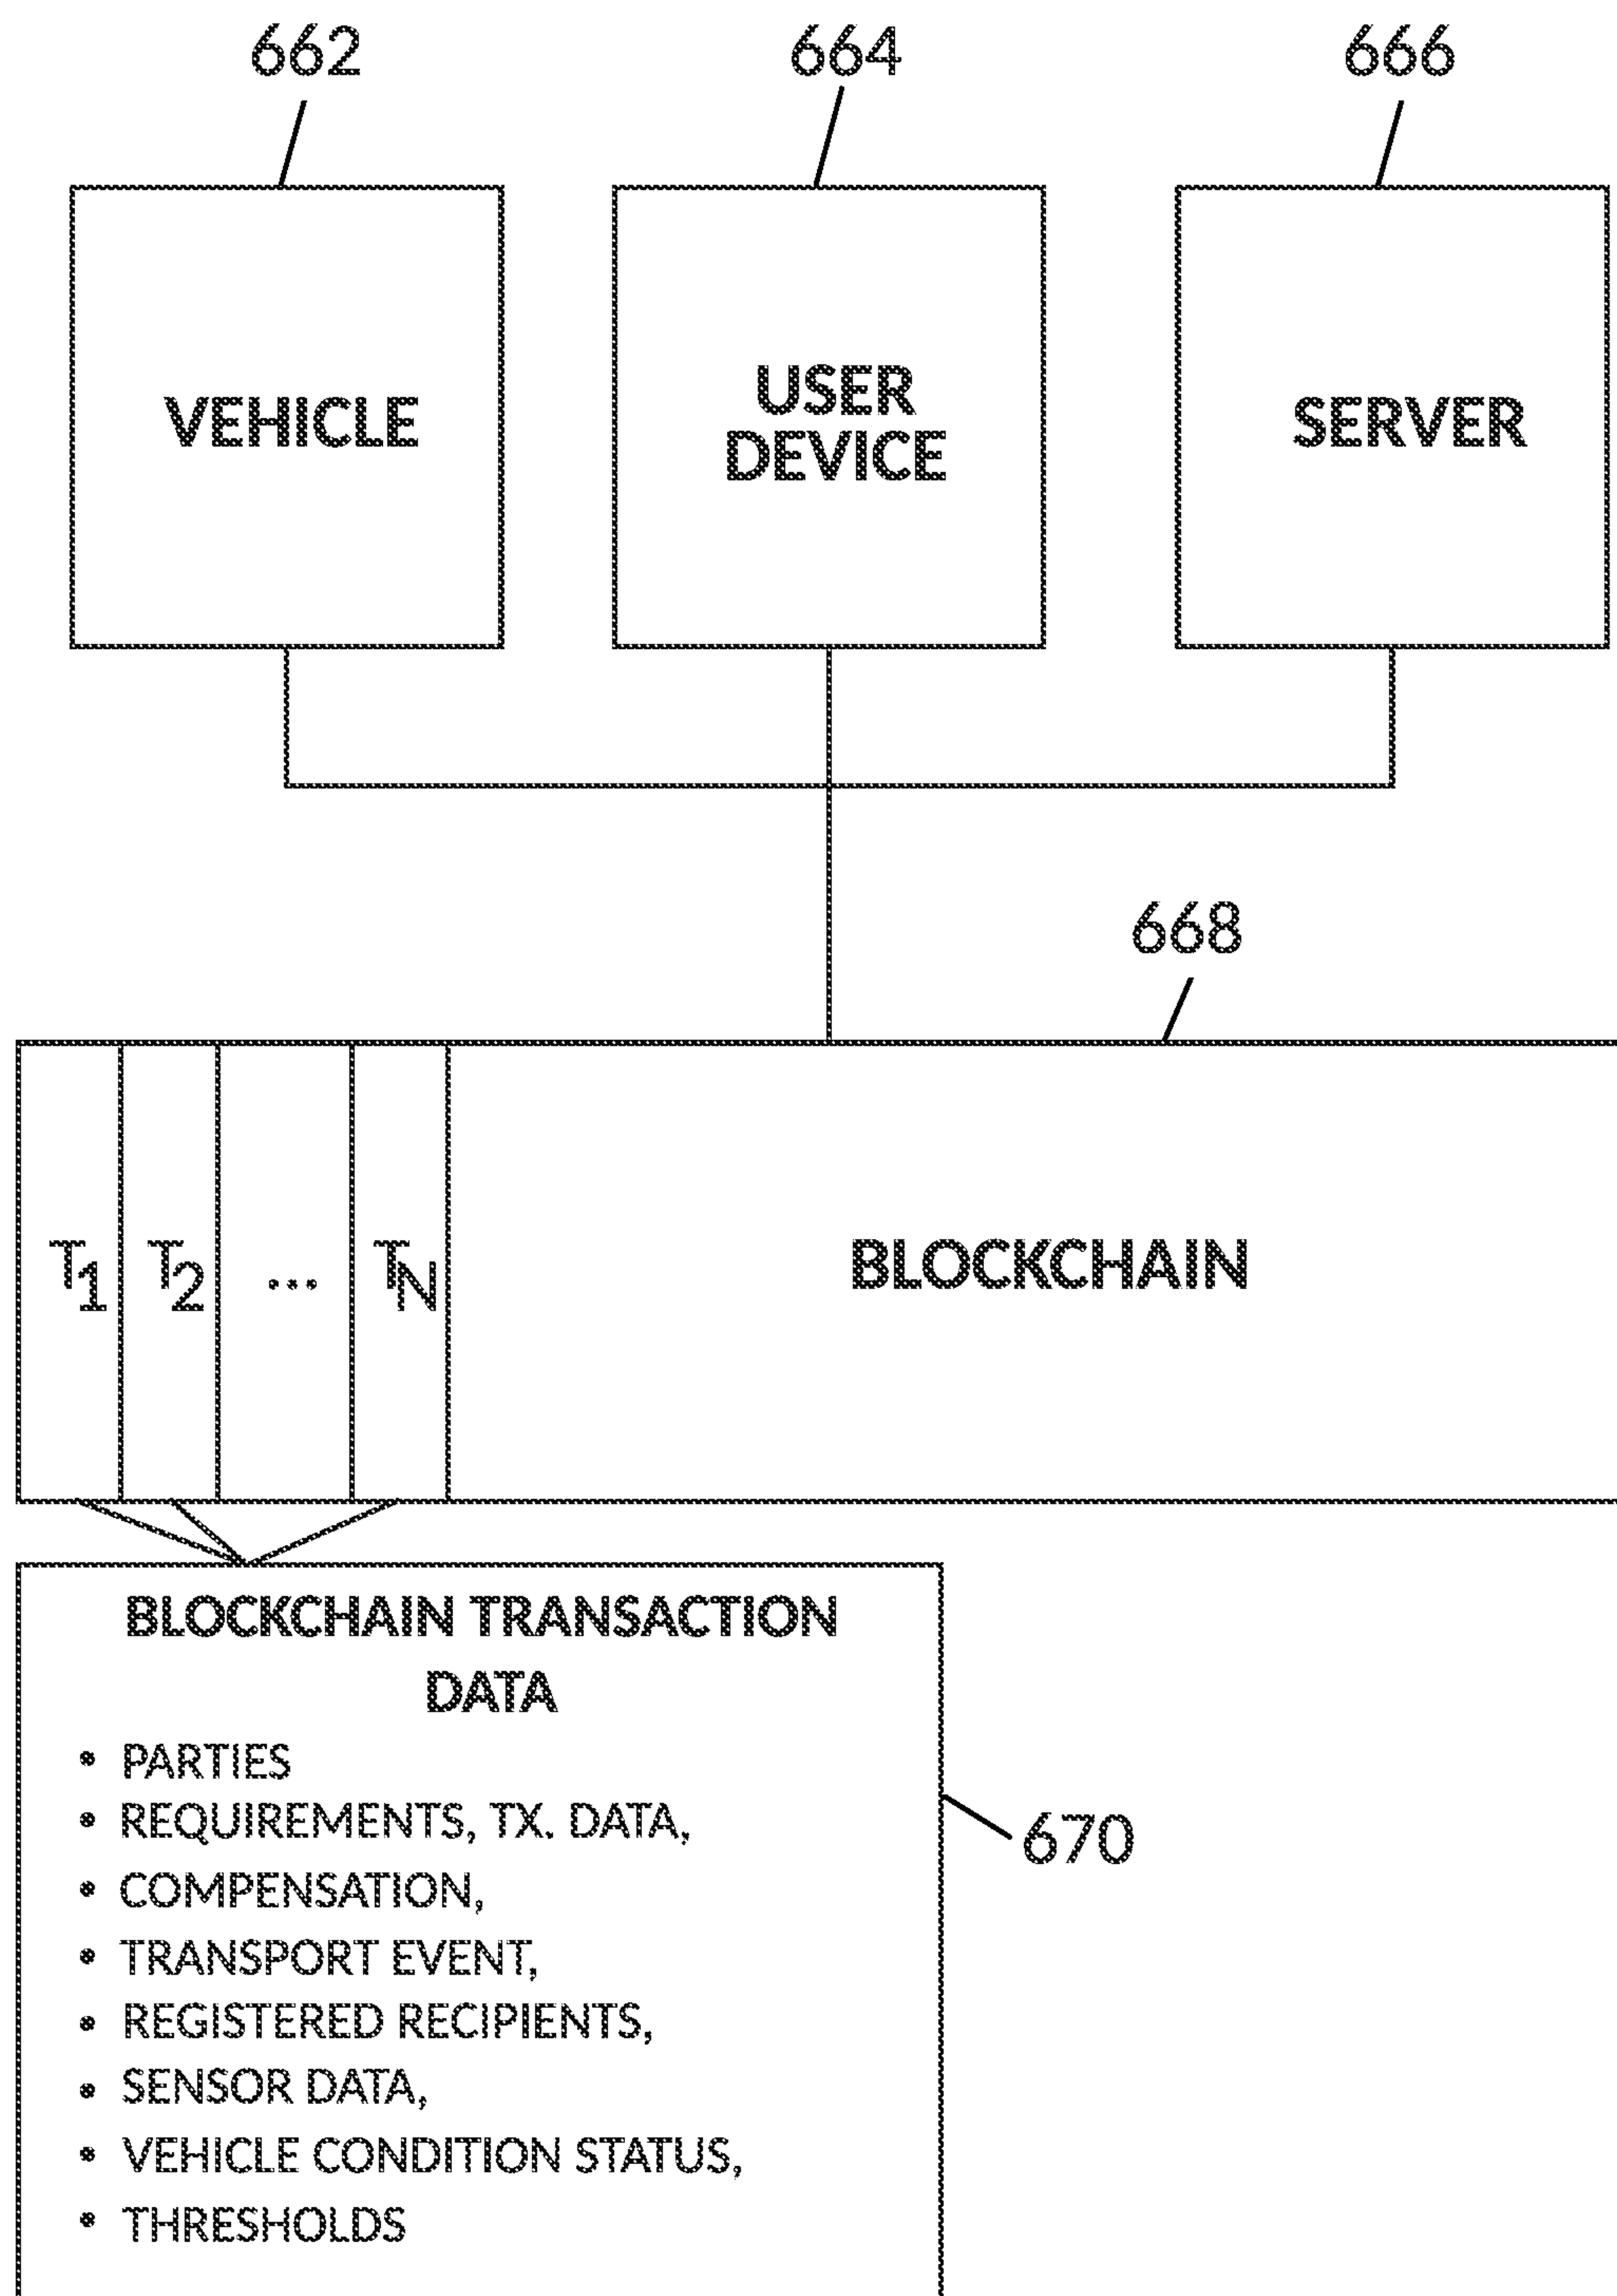 662 664 666
VEHICLE
USER
DEVICE
SERVER
668
T1 T2 ... TN
BLOCKCHAIN
BLOCKCHAIN TRANSACTION
DATA
• PARTIES
• REQUIREMENTS, TX. DATA,
• COMPENSATION,
• TRANSPORT EVENT,
• REGISTERED RECIPIENTS,
• SENSOR DATA,
• VEHICLE CONDITION STATUS,
• THRESHOLDS
670